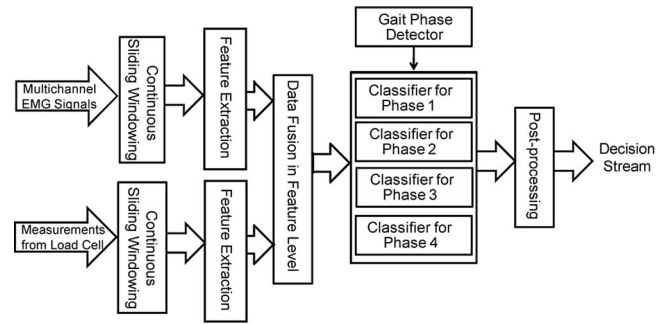 Gait Phase
Detector
Multichannel
EMG Signals
Continuous
Sliding Windowing
Feature Extraction
Data Fusion in Feature Level
Classifier for
Phase 1
Classifier for
Phase 2
Classifier for
Phase 3
Classifier for
Phase 4
Post-processing
Decision
Stream
Measurements
from Load Cell
Continuous
Sliding Windowing
Feature Extraction